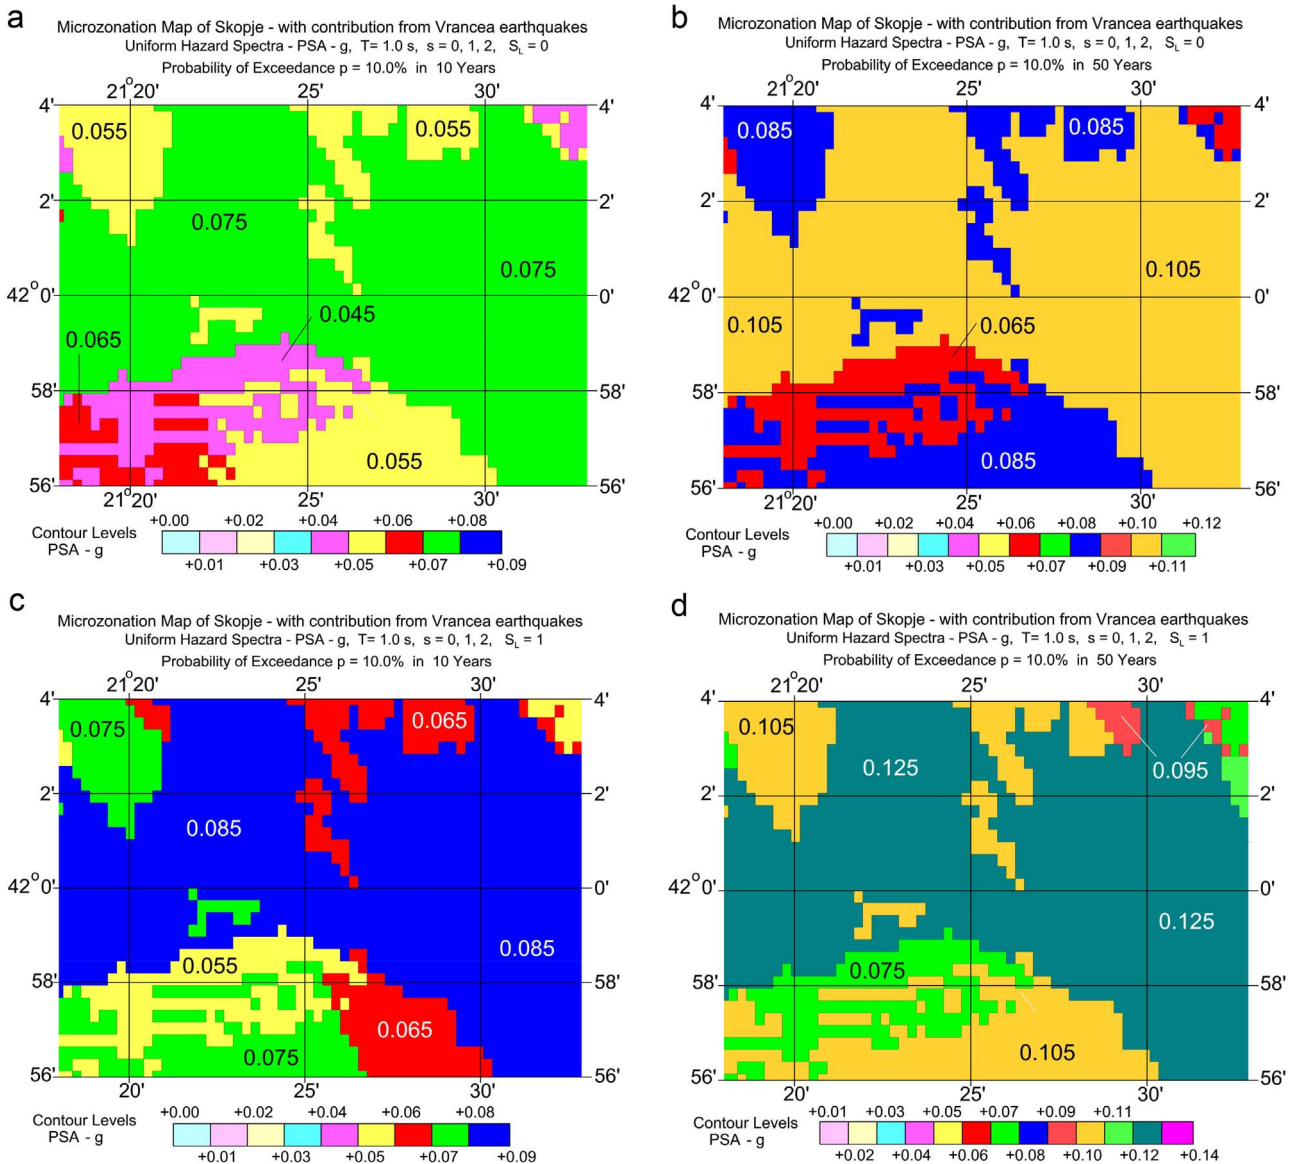 a
Microzonation Map of Skopje - with contribution from Vrancea earthquakes
Uniform Hazard Spectra - PSA - g, T= 1.0 s, s = 0, 1, 2, S_L = 0
Probability of Exceedance p = 10.0% in 10 Years
21°20' 25' 30'
4' 4'
0.055 0.055
2' 2'
0.075
0.075
42°0' 0'
0.045
0.065
58' 58'
0.055
56' 56'
21°20' 25' 30'
+0.00 +0.02 +0.04 +0.06 +0.08
Contour Levels
PSA - g
+0.01 +0.03 +0.05 +0.07 +0.09
b
Microzonation Map of Skopje - with contribution from Vrancea earthquakes
Uniform Hazard Spectra - PSA - g, T= 1.0 s, s = 0, 1, 2, S_L = 0
Probability of Exceedance p = 10.0% in 50 Years
21°20' 25' 30'
4' 4'
0.085 0.085
2' 2'
0.105
42°0' 0'
0.105 0.065
58' 58'
0.085
56' 56'
21°20' 25' 30'
+0.00 +0.02 +0.04 +0.06 +0.08 +0.10 +0.12
Contour Levels
PSA - g
+0.01 +0.03 +0.05 +0.07 +0.09 +0.11
c
Microzonation Map of Skopje - with contribution from Vrancea earthquakes
Uniform Hazard Spectra - PSA - g, T= 1.0 s, s = 0, 1, 2, S_L = 1
Probability of Exceedance p = 10.0% in 10 Years
21°20' 25' 30'
4' 4'
0.075 0.065
2' 2'
0.085
42°0' 0'
0.085
0.055
58' 58'
0.065
0.075
56' 56'
20' 25' 30'
+0.00 +0.02 +0.04 +0.06 +0.08
Contour Levels
PSA - g
+0.01 +0.03 +0.05 +0.07 +0.09
d
Microzonation Map of Skopje - with contribution from Vrancea earthquakes
Uniform Hazard Spectra - PSA - g, T= 1.0 s, s = 0, 1, 2, S_L = 1
Probability of Exceedance p = 10.0% in 50 Years
21°20' 25' 30'
4' 4'
0.105
0.125 0.095
2' 2'
42°0' 0'
0.125
0.075
58' 58'
0.105
56' 56'
20' 25' 30'
+0.01 +0.03 +0.05 +0.07 +0.09 +0.11
Contour Levels
PSA - g
+0.02 +0.04 +0.06 +0.08 +0.10 +0.12 +0.14